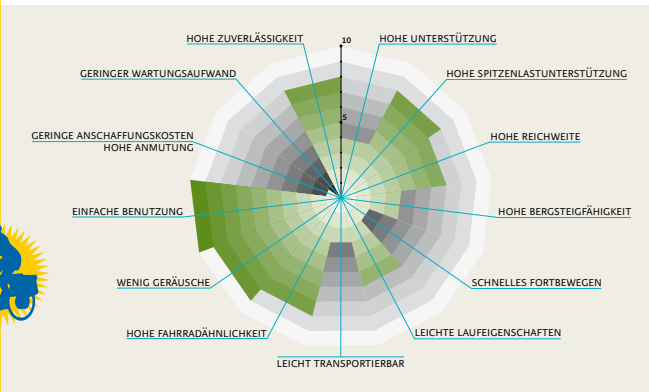 10
HOHE ZUVERLÄSSIGKEIT
HOHE UNTERSTÜTZUNG
GERINGER WARTUNGSAUFWAND
HOHE SPITZENLASTUNTERSTÜTZUNG
5
GERINGE ANSCHAFFUNGSKOSTEN
HOHE ANMUTUNG
HOHE REICHWEITE
EINFACHE BENUTZUNG
HOHE BERGSTEIGFÄHIGKEIT
WENIG GERÄUSCHE
SCHNELLES FORTBEWEGEN
HOHE FAHRRADÄHNLICHKEIT
LEICHTE LAUFEIGENSCHAFTEN
LEICHT TRANSPORTIERBAR